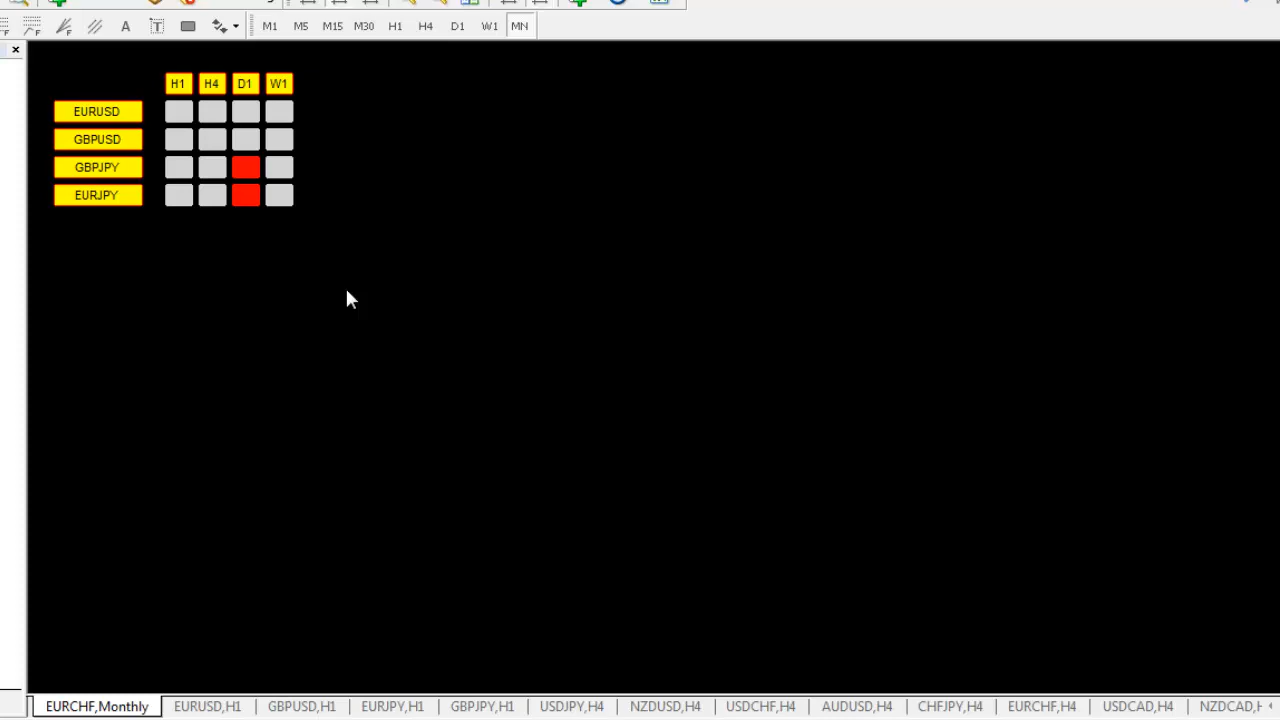 A T M1 M5 M15 M30 H1 H4 D1 W1 MN
H1 H4 D1 W1
EURUSD
GBPUSD
GBPJPY
EURJPY
EURCHF,Monthly EURUSD,H1 GBPUSD,H1 EURJPY,H1 GBPJPY,H1 USDJPY,H4 NZDUSD,H4 USDCHF,H4 AUDUSD,H4 CHFJPY,H4 EURCHF,H4 USDCAD,H4 NZDCAD,H